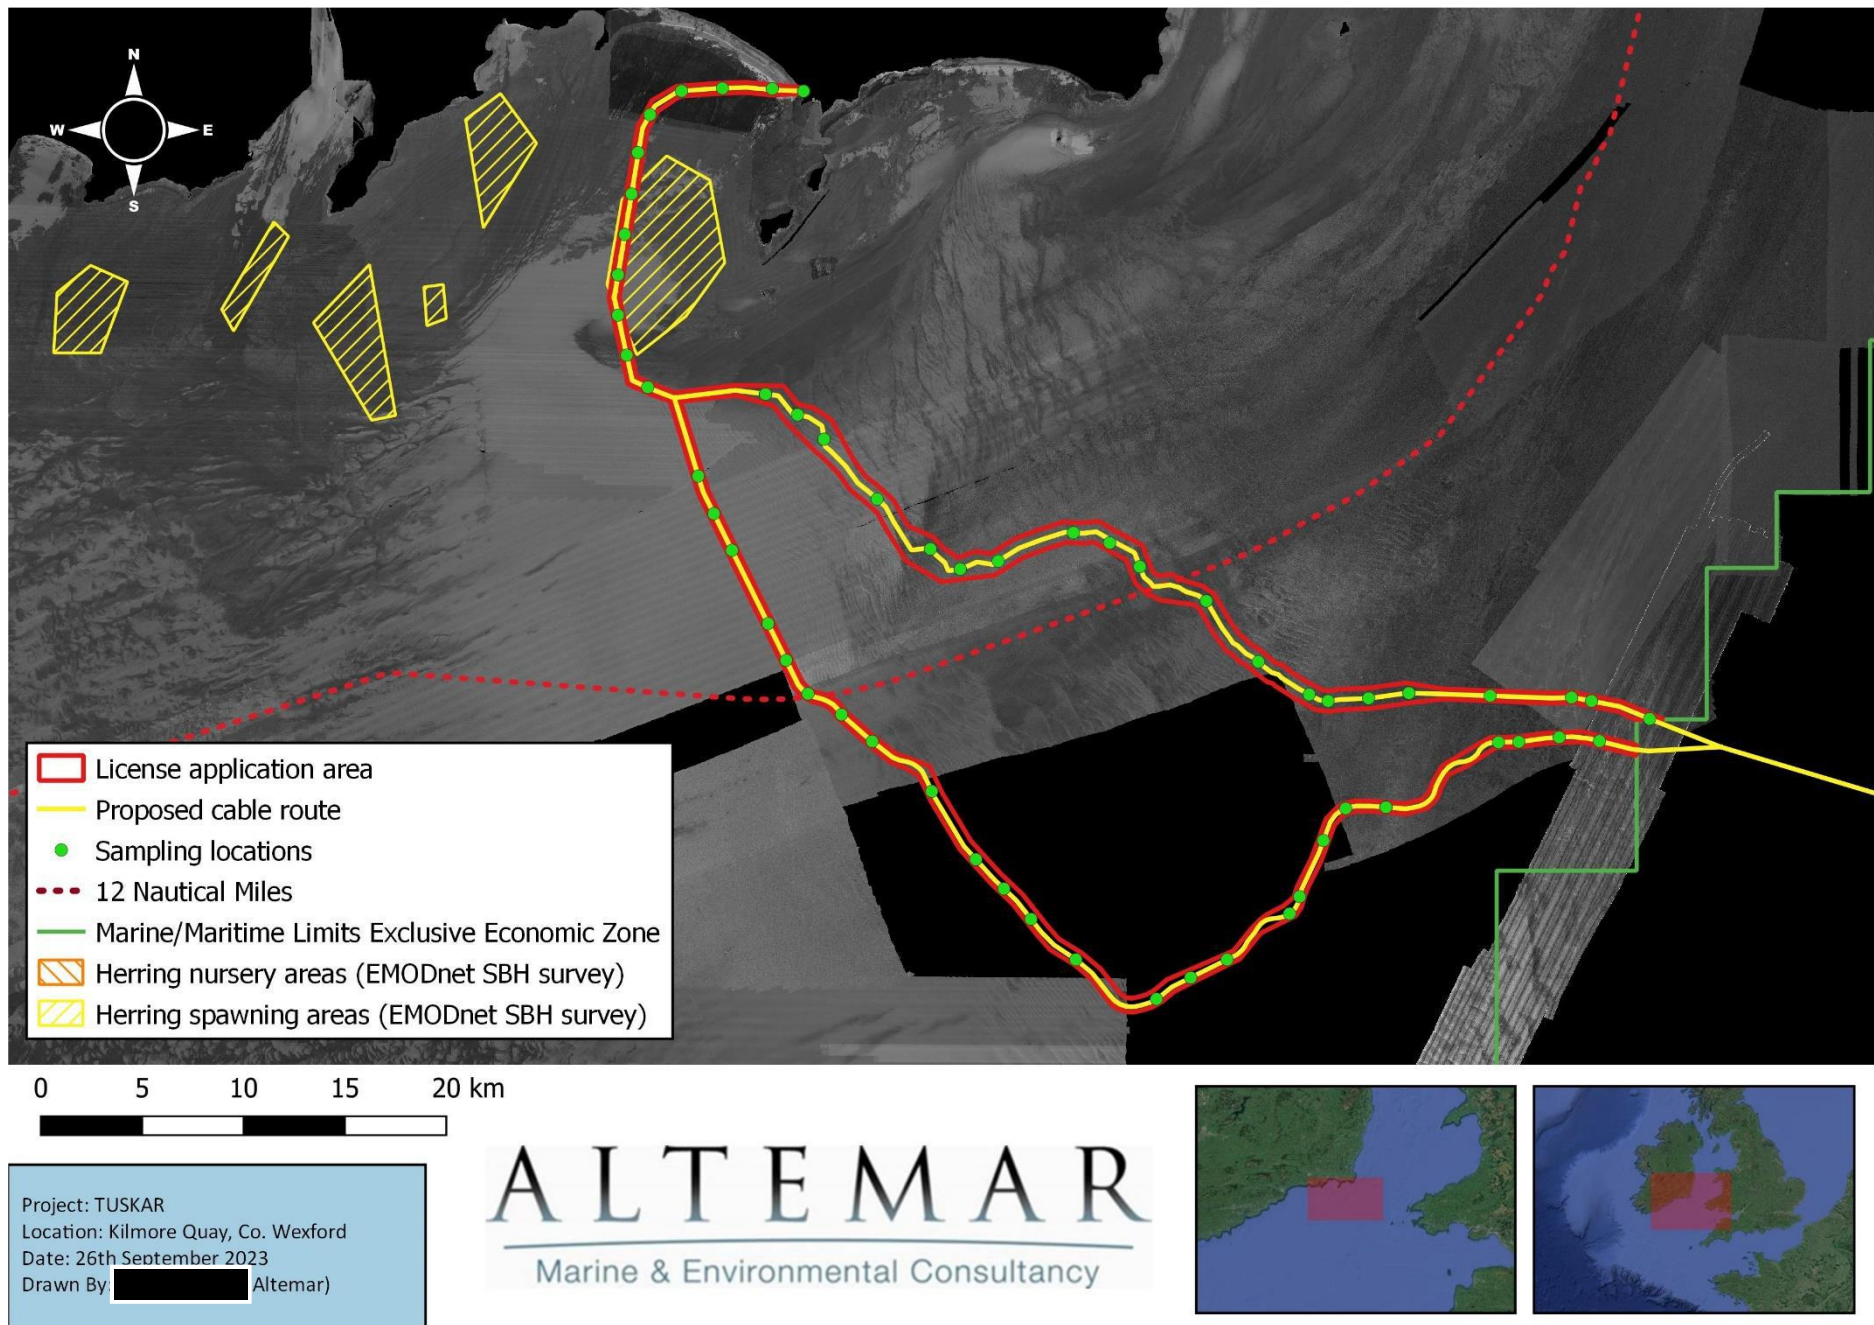 N
W E
S
License application area
Proposed cable route
Sampling locations
12 Nautical Miles
Marine/Maritime Limits Exclusive Economic Zone
Herring nursery areas (EMODnet SBH survey)
Herring spawning areas (EMODnet SBH survey)
0 5 10 15 20 km
Project: TUSKAR
Location: Kilmore Quay, Co. Wexford
Date: 26th September 2023
Drawn By: Altemar)
ALTEMAR
Marine & Environmental Consultancy